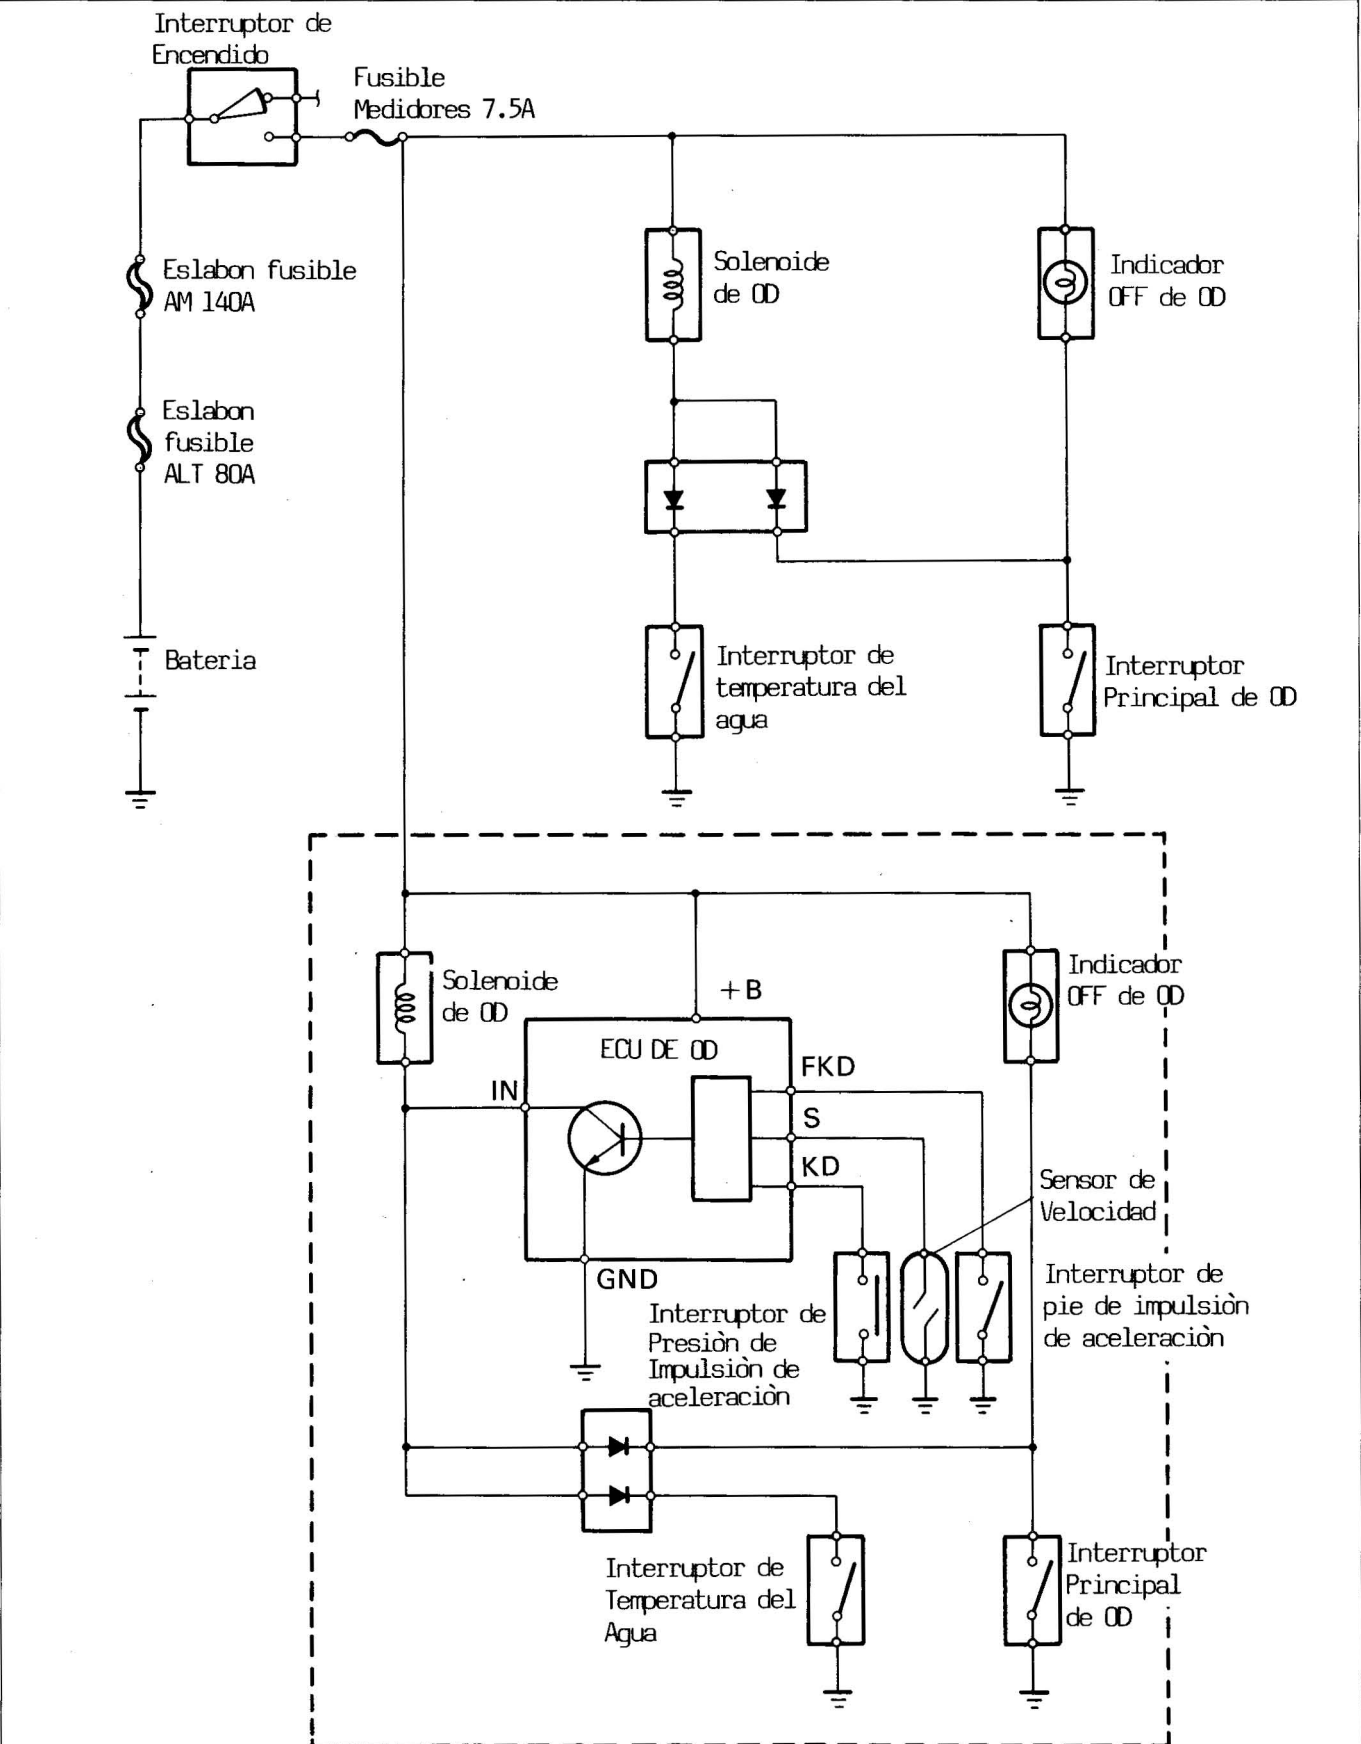 Interruptor de
Encendido
Fusible
Medidores 7.5A
Eslabon fusible
AM 140A
Solenoide
de OD
Indicador
OFF de OD
Eslabon
fusible
ALT 80A
Bateria
Interruptor de
temperatura del
agua
Interruptor
Principal de OD
Solenoide
de OD
+B
Indicador
OFF de OD
ECU DE OD
FKD
IN
S
KD
Sensor de
Velocidad
GND
Interruptor de
Presiòn de
Impulsiòn de
aceleraciòn
Interruptor de
pie de impulsiòn
de aceleraciòn
Interruptor de
Temperatura del
Agua
Interruptor
Principal
de OD